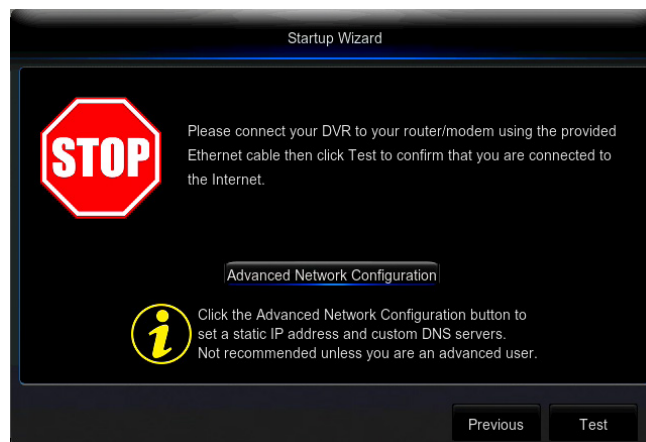 Startup Wizard
STOP
Please connect your DVR to your router/modem using the provided
Ethernet cable then click Test to confirm that you are connected to
the Internet.
Advanced Network Configuration
i
Click the Advanced Network Configuration button to
set a static IP address and custom DNS servers.
Not recommended unless you are an advanced user.
Previous
Test